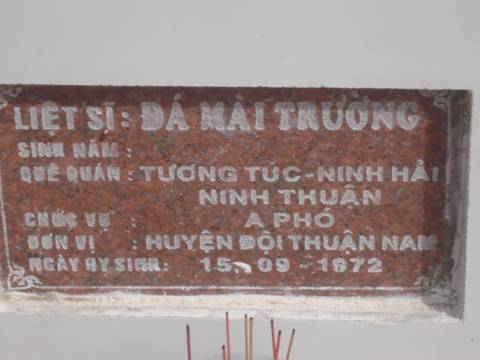 LIỆT SĨ : ĐÁ MÀI TRƯỜNG
SINH NĂM :
QUÊ QUÁN : TƯƠNG TÚC-NINH HẢI
NINH THUẬN
CHỨC VỤ A PHÓ
ĐƠN VỊ : HUYỆN ĐỘI THUẬN NAM
NGÀY HY SINH : 15-09-1972